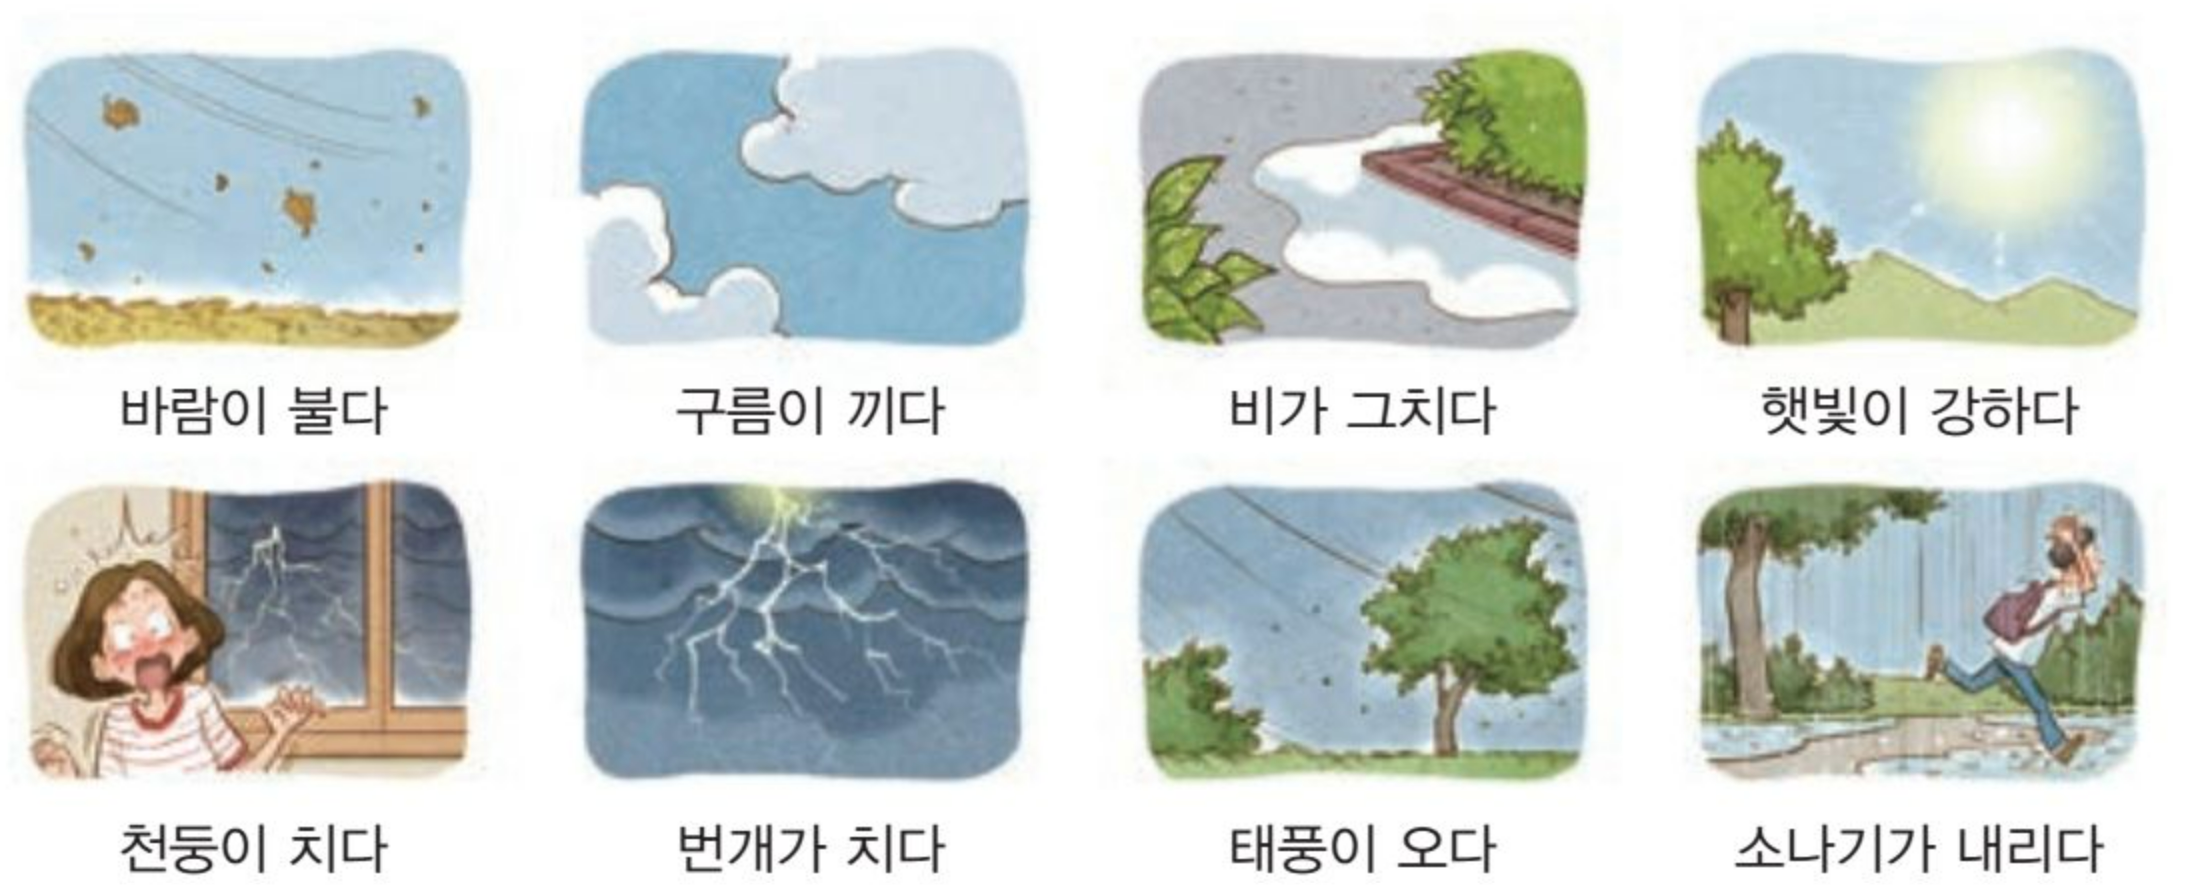 바람이 불다
구름이 끼다
비가 그치다
햇빛이 강하다
천둥이 치다
번개가 치다
태풍이 오다
소나기가 내리다